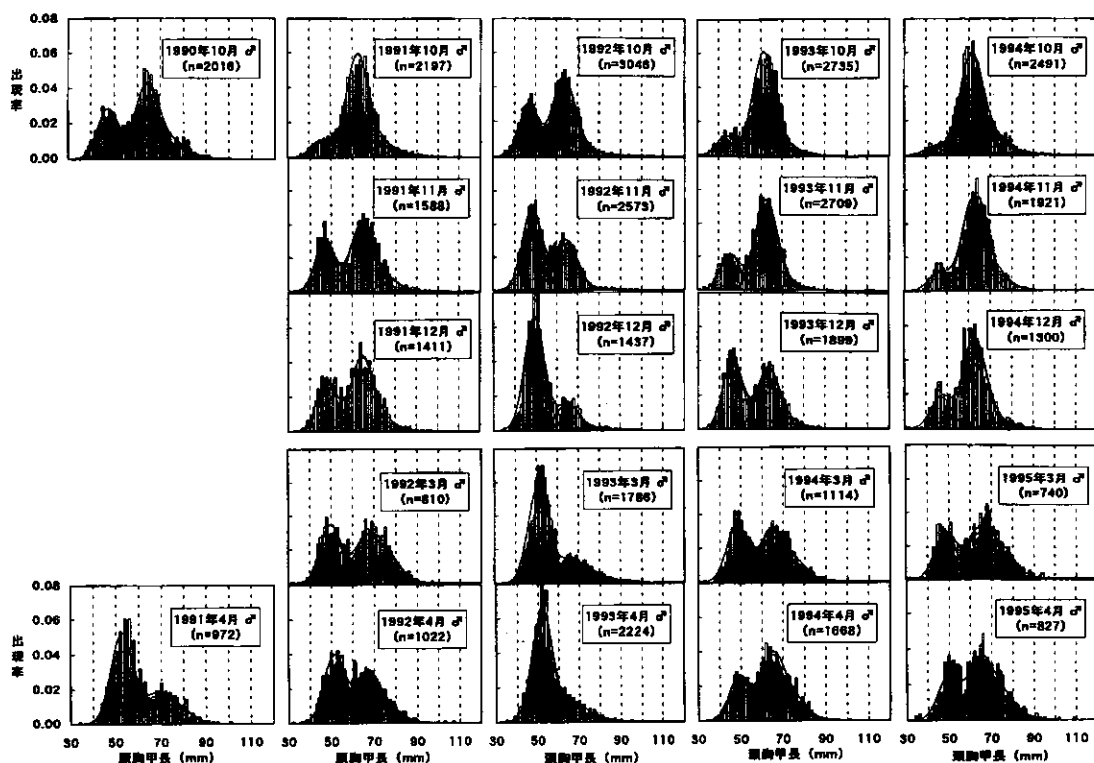 0.08
0.06
0.04
0.02
0.00
出現率
1990年10月 ♂
(n=2016)
1991年10月 ♂
(n=2197)
1992年10月 ♂
(n=3046)
1993年10月 ♂
(n=2735)
1994年10月 ♂
(n=2491)
30 50 70 90 110
1991年11月 ♂
(n=1588)
1992年11月 ♂
(n=2573)
1993年11月 ♂
(n=2709)
1994年11月 ♂
(n=1921)
1991年12月 ♂
(n=1411)
1992年12月 ♂
(n=1437)
1993年12月 ♂
(n=1899)
1994年12月 ♂
(n=1300)
1992年3月 ♂
(n=810)
1993年3月 ♂
(n=1786)
1994年3月 ♂
(n=1114)
1995年3月 ♂
(n=740)
0.08
0.06
0.04
0.02
0.00
出現率
1991年4月 ♂
(n=972)
1992年4月 ♂
(n=1022)
1993年4月 ♂
(n=2224)
1994年4月 ♂
(n=1668)
1995年4月 ♂
(n=827)
30 50 70 90 110
30 50 70 90 110
30 50 70 90 110
30 50 70 90 110
30 50 70 90 110
頭胸甲長 (mm)
頭胸甲長 (mm)
頭胸甲長 (mm)
頭胸甲長 (mm)
頭胸甲長 (mm)